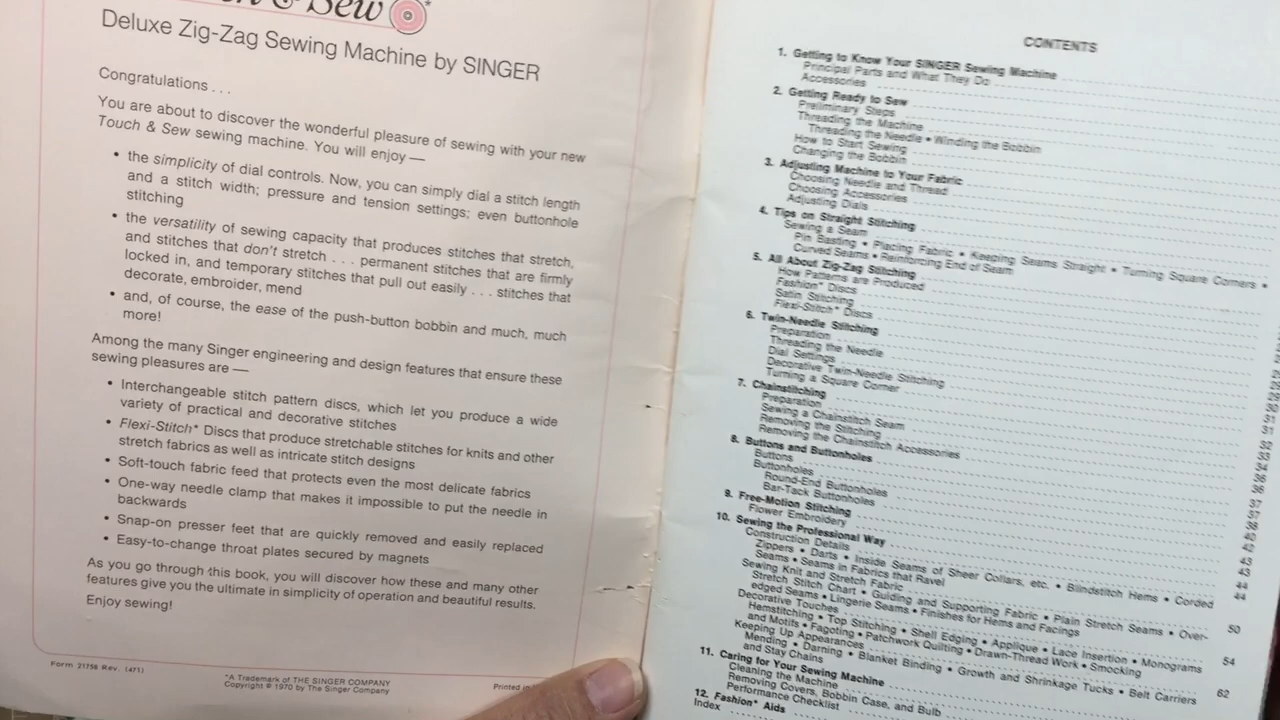 & Sew *
Deluxe Zig-Zag Sewing Machine by SINGER
Congratulations . . .
You are about to discover the wonderful pleasure of sewing with your new
Touch & Sew sewing machine. You will enjoy —
• the simplicity of dial controls. Now, you can simply dial a stitch length
and a stitch width; pressure and tension settings; even buttonhole
stitching
• the versatility of sewing capacity that produces stitches that stretch,
and stitches that don't stretch . . . permanent stitches that are firmly
locked in, and temporary stitches that pull out easily . . . stitches that
decorate, embroider, mend
• and, of course, the ease of the push-button bobbin and much, much
more!
Among the many Singer engineering and design features that ensure these
sewing pleasures are —
• Interchangeable stitch pattern discs, which let you produce a wide
variety of practical and decorative stitches
• Flexi-Stitch* Discs that produce stretchable stitches for knits and other
stretch fabrics as well as intricate stitch designs
• Soft-touch fabric feed that protects even the most delicate fabrics
• One-way needle clamp that makes it impossible to put the needle in
backwards
• Snap-on presser feet that are quickly removed and easily replaced
• Easy-to-change throat plates secured by magnets
As you go through this book, you will discover how these and many other
features give you the ultimate in simplicity of operation and beautiful results.
Enjoy sewing!
Form 21758 Rev. (471)
*A Trademark of THE SINGER COMPANY
Copyright © 1970 by The Singer Company
Printed in
CONTENTS
1. Getting to Know Your SINGER Sewing Machine
Principal Parts and What They Do
Accessories
2. Getting Ready to Sew
Preliminary Steps
Threading the Machine
Threading the Needle • Winding the Bobbin
How to Start Sewing
Changing the Bobbin
3. Adjusting Machine to Your Fabric
Choosing Needle and Thread
Choosing Accessories
Adjusting Dials
4. Tips on Straight Stitching
Sewing a Seam
Pin Basting • Placing Fabric • Keeping Seams Straight • Turning Square Corners •
Curved Seams • Reinforcing End of Seam
5. All About Zig-Zag Stitching
How Patterns are Produced
Fashion* Discs
Satin Stitching
Flexi-Stitch* Discs
6. Twin-Needle Stitching
Preparation
Threading the Needle
Dial Settings
Decorative Twin-Needle Stitching
Turning a Square Corner
7. Chainstitching
Preparation
Sewing a Chainstitch Seam
Removing the Stitching
Removing the Chainstitch Accessories
8. Buttons and Buttonholes
Buttons
Buttonholes
Round-End Buttonholes
Bar-Tack Buttonholes
9. Free-Motion Stitching
Flower Embroidery
10. Sewing the Professional Way
Construction Details
Zippers • Darts • Inside Seams of Sheer Collars, etc. • Blindstitch Hems • Corded
Seams • Seams in Fabrics that Ravel
Sewing Knit and Stretch Fabric
Stretch Stitch Chart • Guiding and Supporting Fabric • Plain Stretch Seams • Over-
edged Seams • Lingerie Seams • Finishes for Hems and Facings 50
Decorative Touches
Hemstitching • Top Stitching • Shell Edging • Applique • Lace Insertion • Monograms
and Motifs • Fagoting • Patchwork Quilting • Drawn-Thread Work • Smocking 54
Keeping Up Appearances
Mending • Darning • Blanket Binding • Growth and Shrinkage Tucks • Belt Carriers
and Stay Chains
11. Caring for Your Sewing Machine 62
Cleaning the Machine
Removing Covers, Bobbin Case, and Bulb
Performance Checklist
12. Fashion* Aids
Index